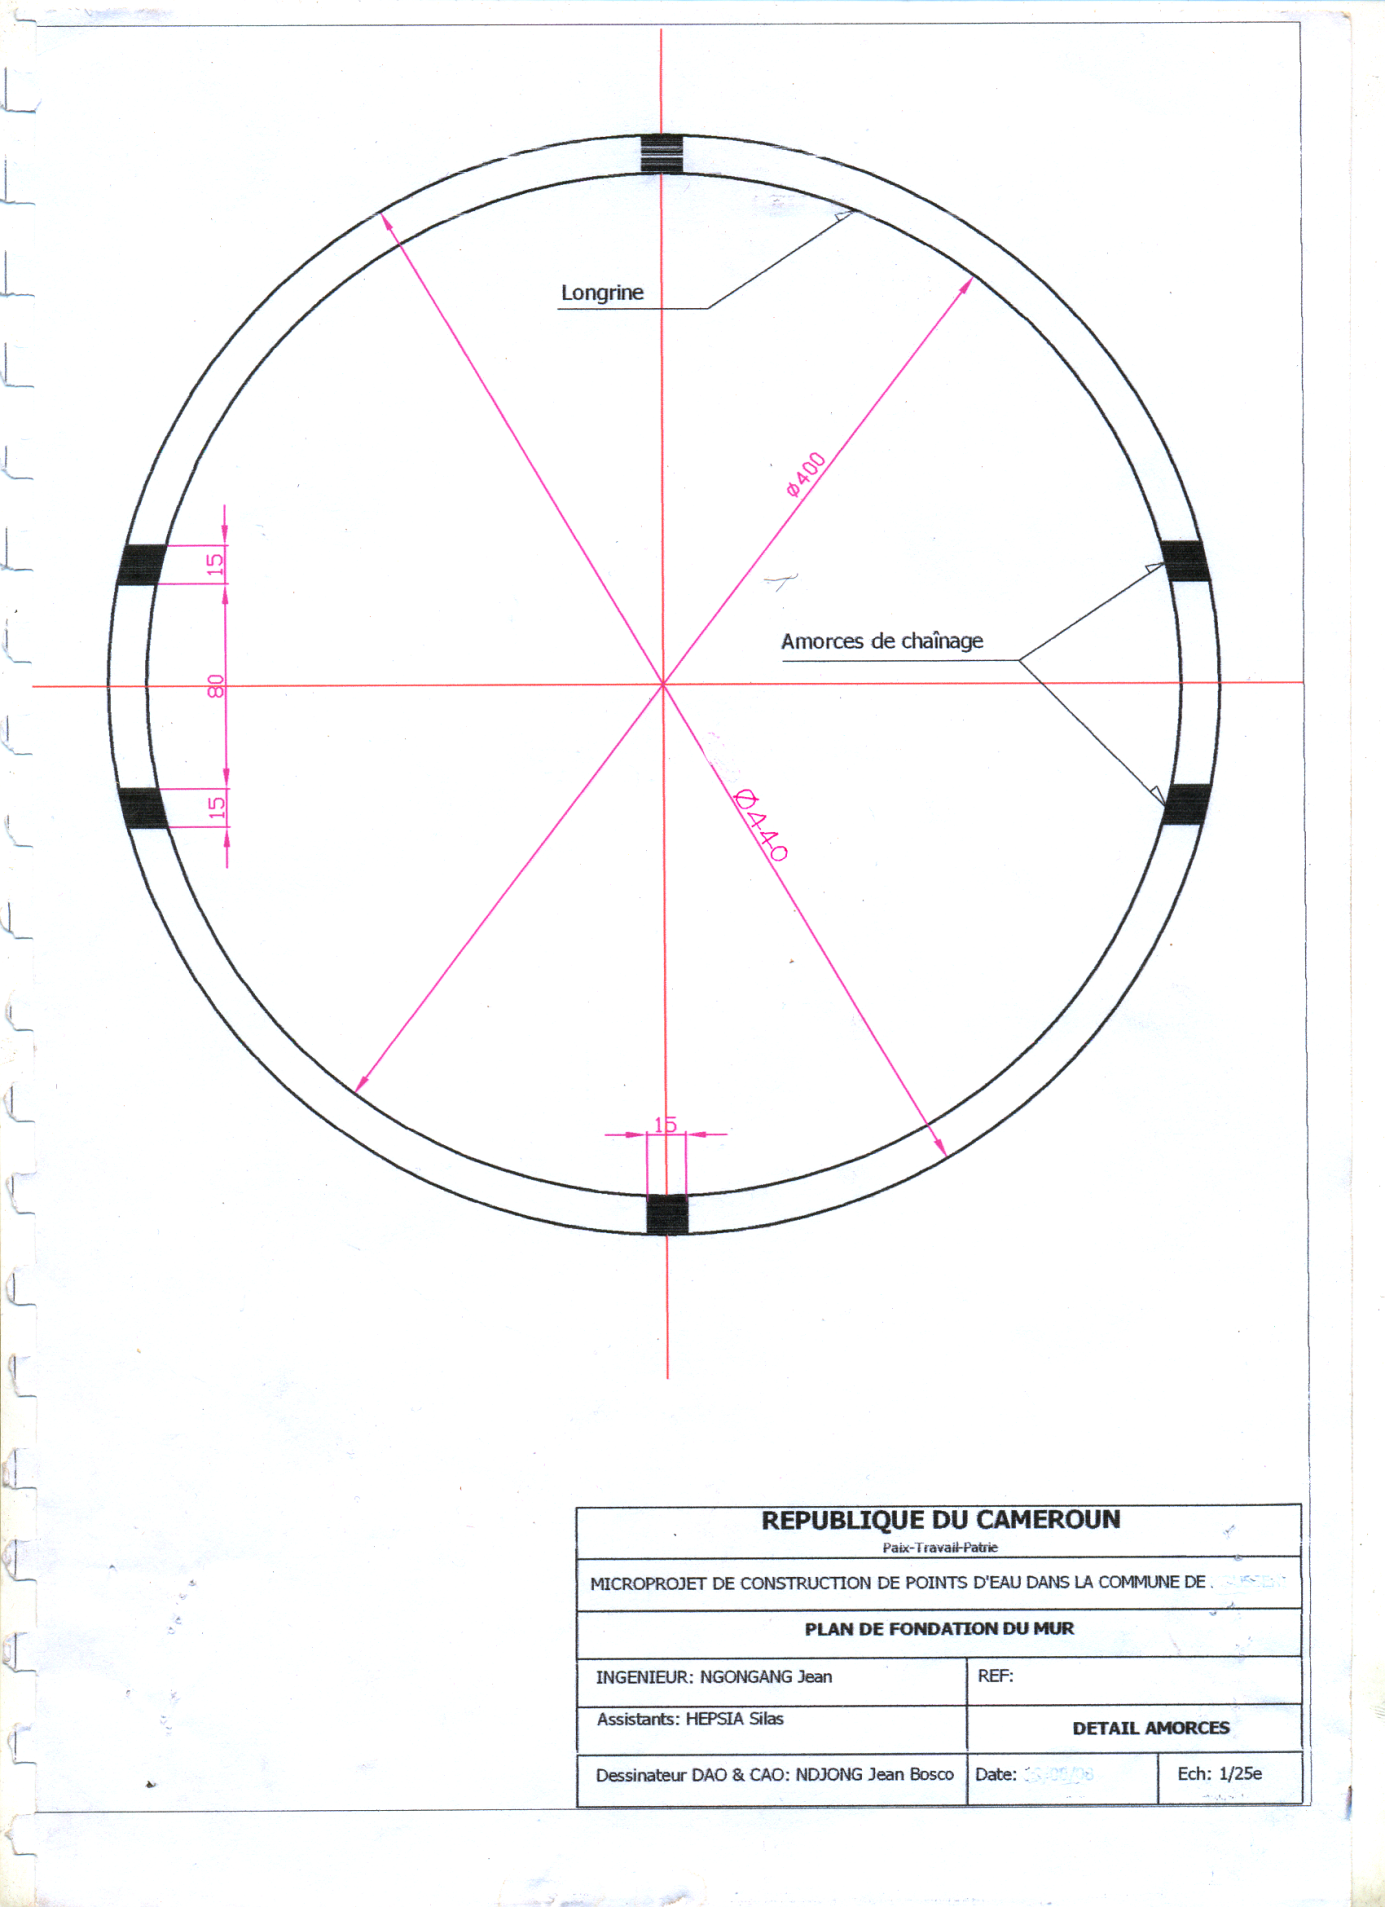 Longrine
ø400
15
Amorces de chaînage
80
15
Ø440
15
REPUBLIQUE DU CAMEROUN
Paix-Travail-Patrie
MICROPROJET DE CONSTRUCTION DE POINTS D'EAU DANS LA COMMUNE DE .
PLAN DE FONDATION DU MUR
INGENIEUR: NGONGANG Jean
REF:
Assistants: HEPSIA Silas
DETAIL AMORCES
Dessinateur DAO & CAO: NDJONG Jean Bosco
Date:
Ech: 1/25e